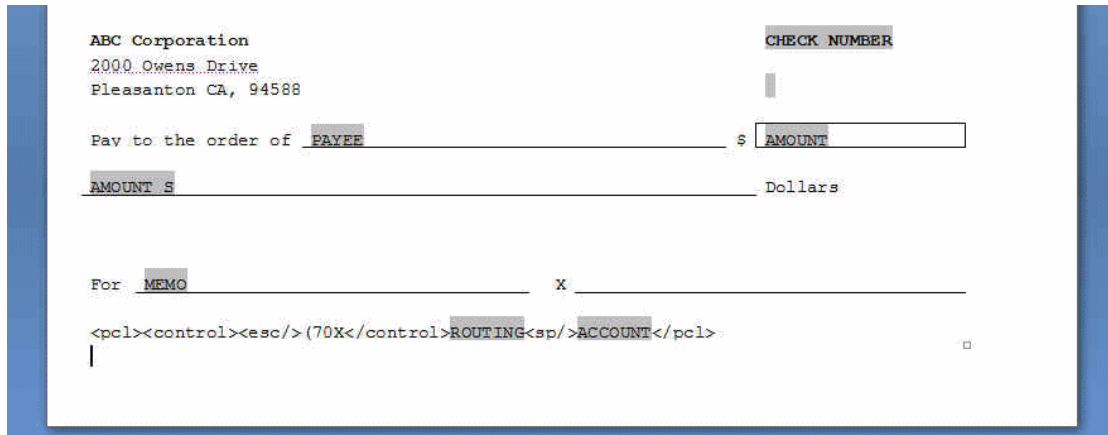 ABC Corporation CHECK NUMBER
2000 Owens Drive
Pleasanton CA, 94588
Pay to the order of PAYEE $ AMOUNT
AMOUNT S Dollars
For MEMO X
<pcl><control><esc/>(70X</control>ROUTING<sp/>ACCOUNT</pcl>